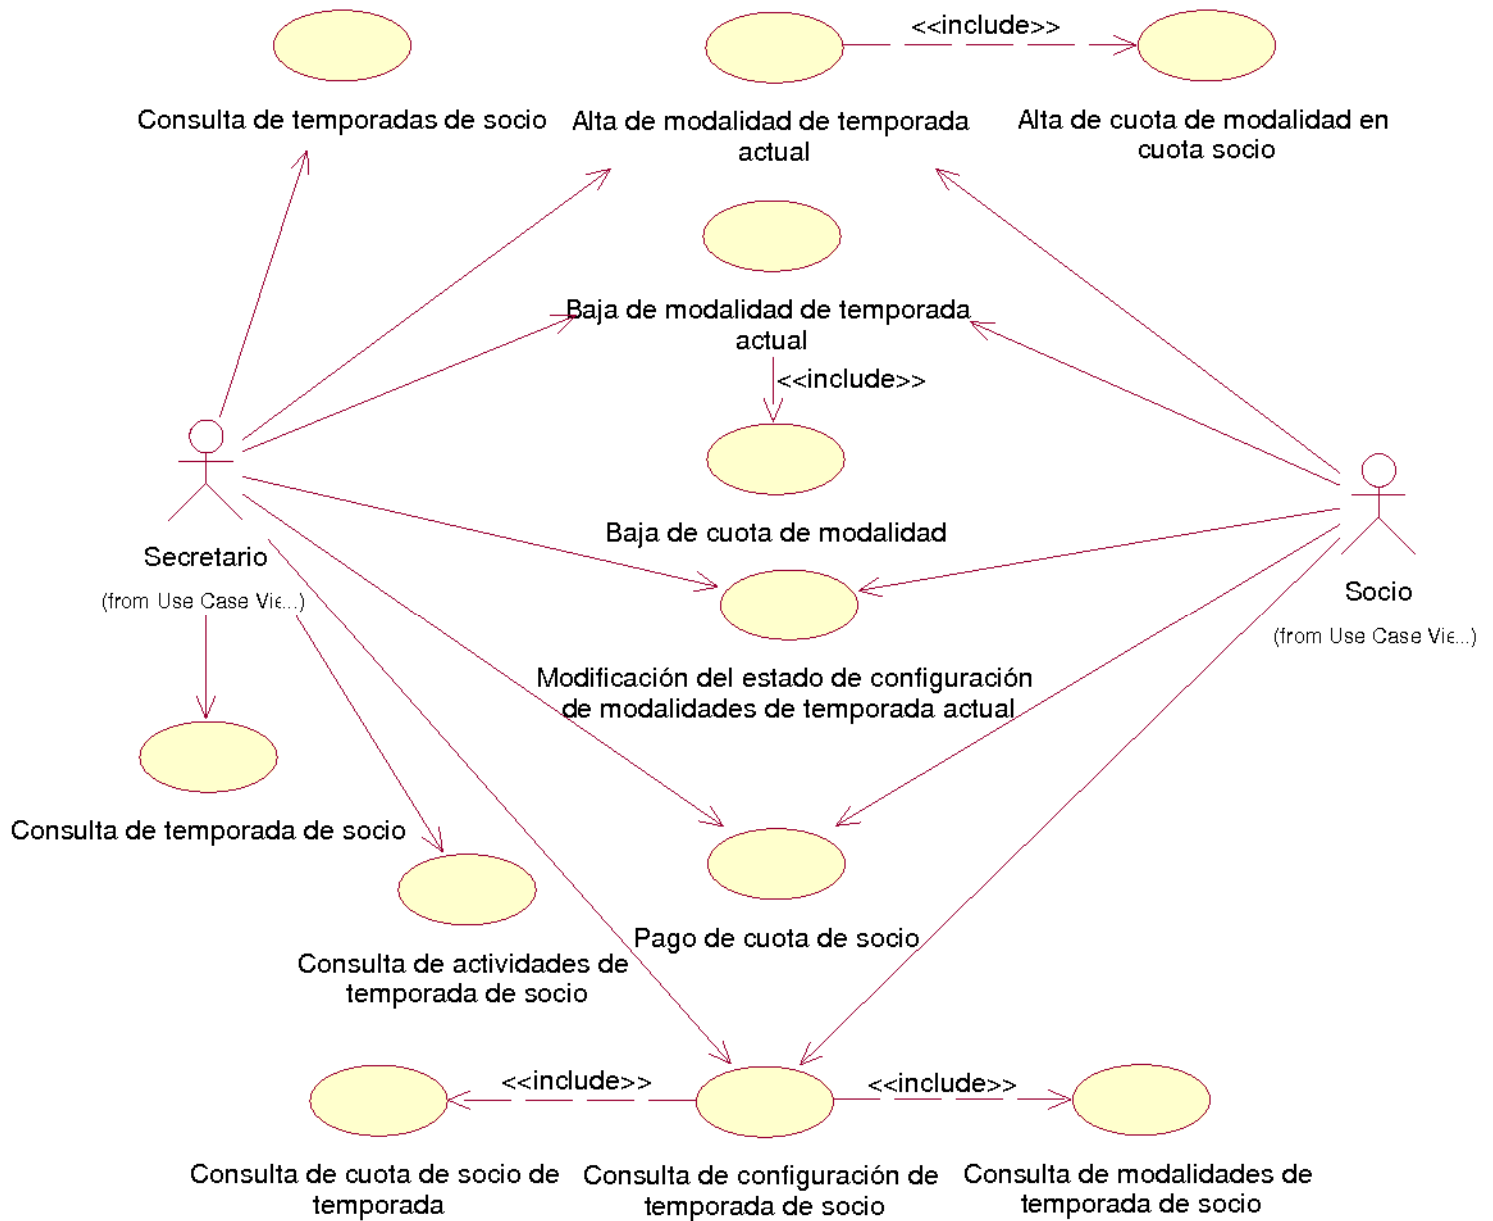 <<include>>
Consulta de temporadas de socio
Alta de modalidad de temporada
actual
Alta de cuota de modalidad en
cuota socio
Baja de modalidad de temporada
actual
<<include>>
Baja de cuota de modalidad
Secretario
(from Use Case Vie...)
Socio
(from Use Case Vie...)
Modificación del estado de configuración
de modalidades de temporada actual
Consulta de temporada de socio
Pago de cuota de socio
Consulta de actividades de
temporada de socio
<<include>>
<<include>>
Consulta de cuota de socio de
temporada
Consulta de configuración de
temporada de socio
Consulta de modalidades de
temporada de socio